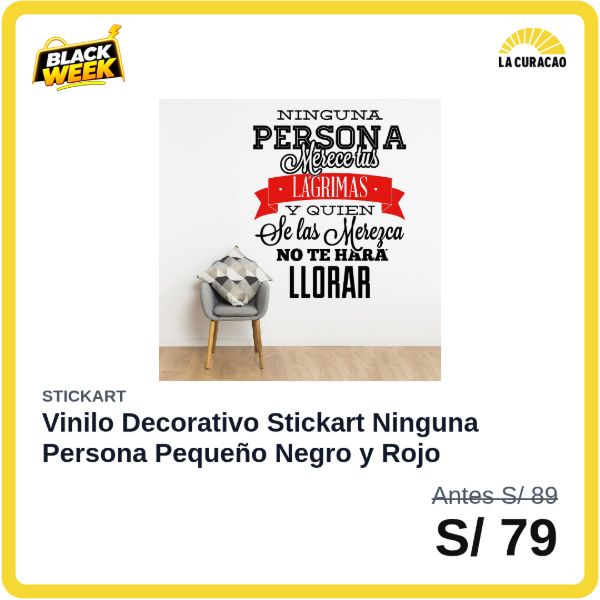 BLACK
WEEK
LA CURACAO
NINGUNA
PERSONA
Merece tus
LÁGRIMAS
Y QUIEN
Se las Merezca
NO TE HARÁ
LLORAR
STICKART
Vinilo Decorativo Stickart Ninguna
Persona Pequeño Negro y Rojo
Antes S/ 89
S/ 79